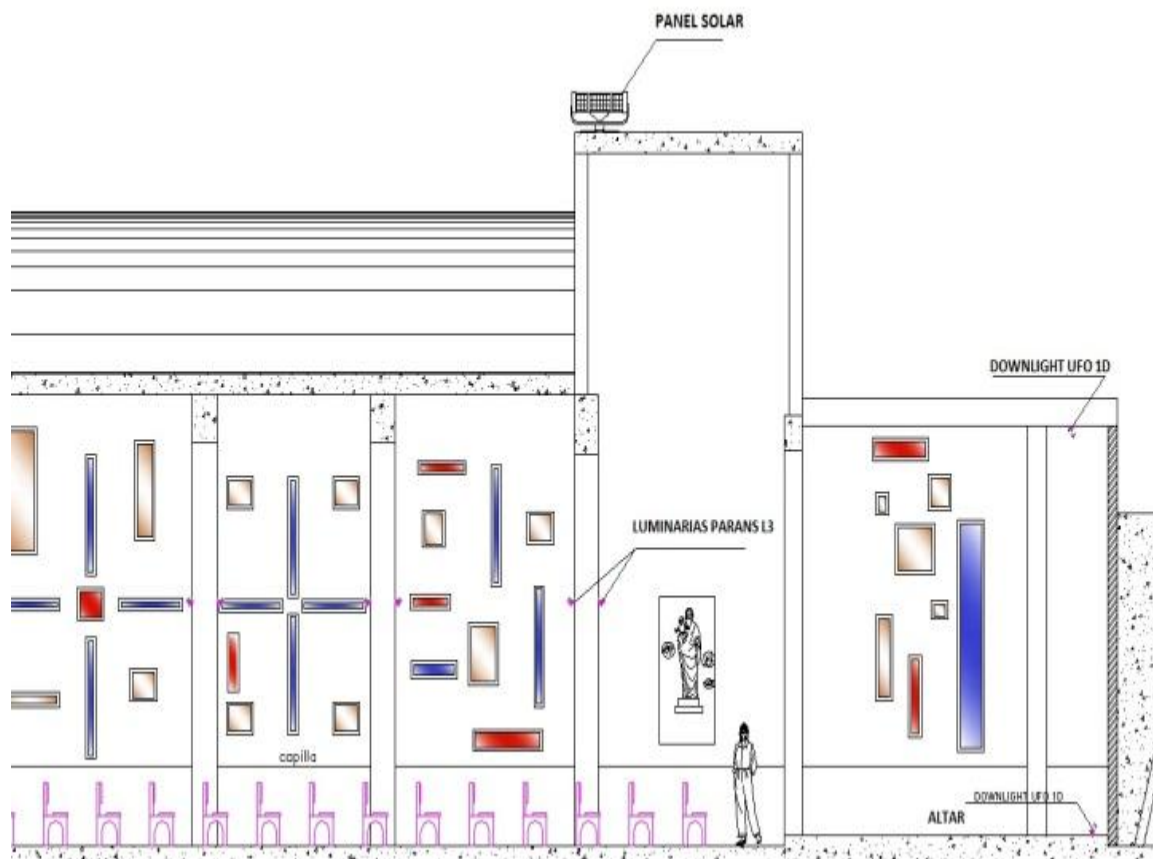 PANEL SOLAR
DOWNLIGHT UFO 1D
LUMINARIAS PARANS L3
capilla
DOWNLIGHT UFO 1D
ALTAR